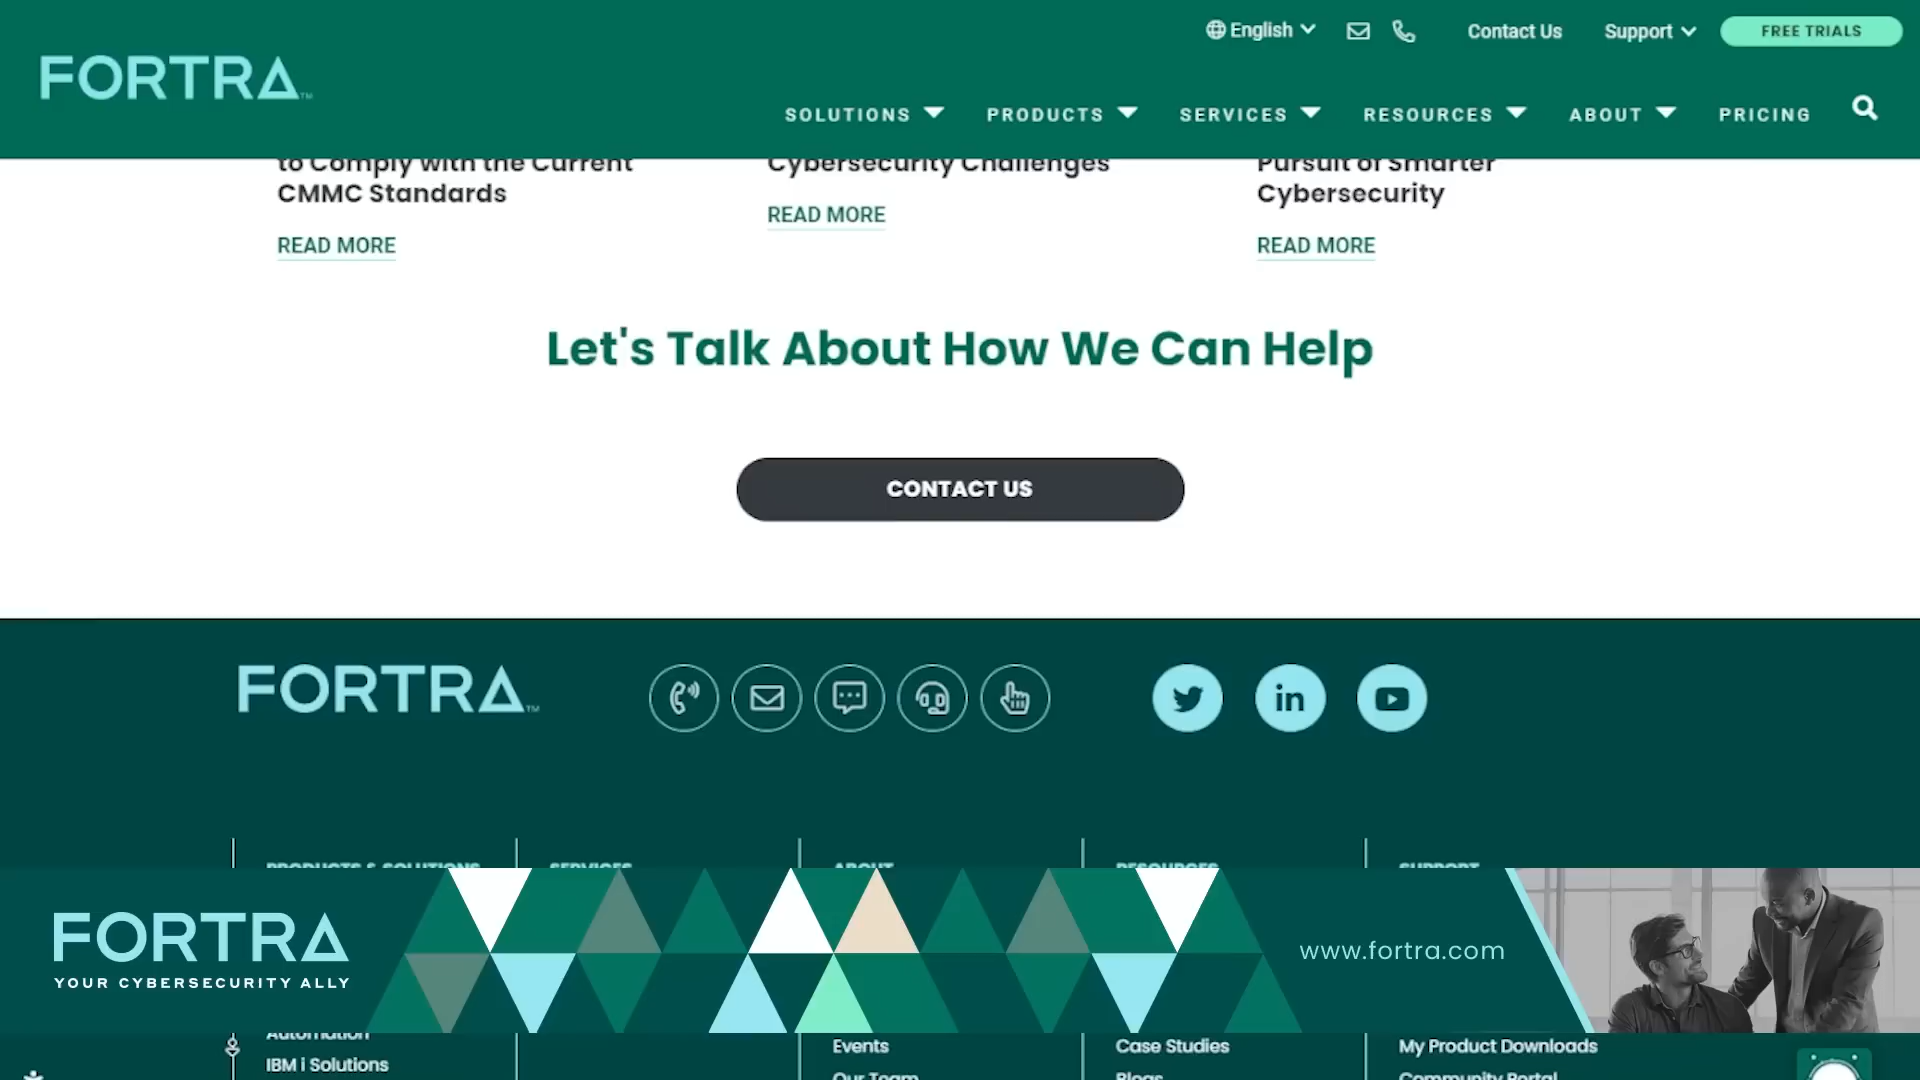 English
Contact Us
Support
FREE TRIALS
FORTRA™
SOLUTIONS
PRODUCTS
SERVICES
RESOURCES
ABOUT
PRICING
to Comply with the Current
CMMC Standards
READ MORE
Cybersecurity Challenges
READ MORE
Pursuit of Smarter
Cybersecurity
READ MORE
Let's Talk About How We Can Help
CONTACT US
FORTRA™
in
PRODUCTS & SOLUTIONS
SERVICES
ABOUT
RESOURCES
SUPPORT
FORTRA
YOUR CYBERSECURITY ALLY
www.fortra.com
Automation
IBM i Solutions
Events
Our Team
Case Studies
Blogs
My Product Downloads
Community Portal